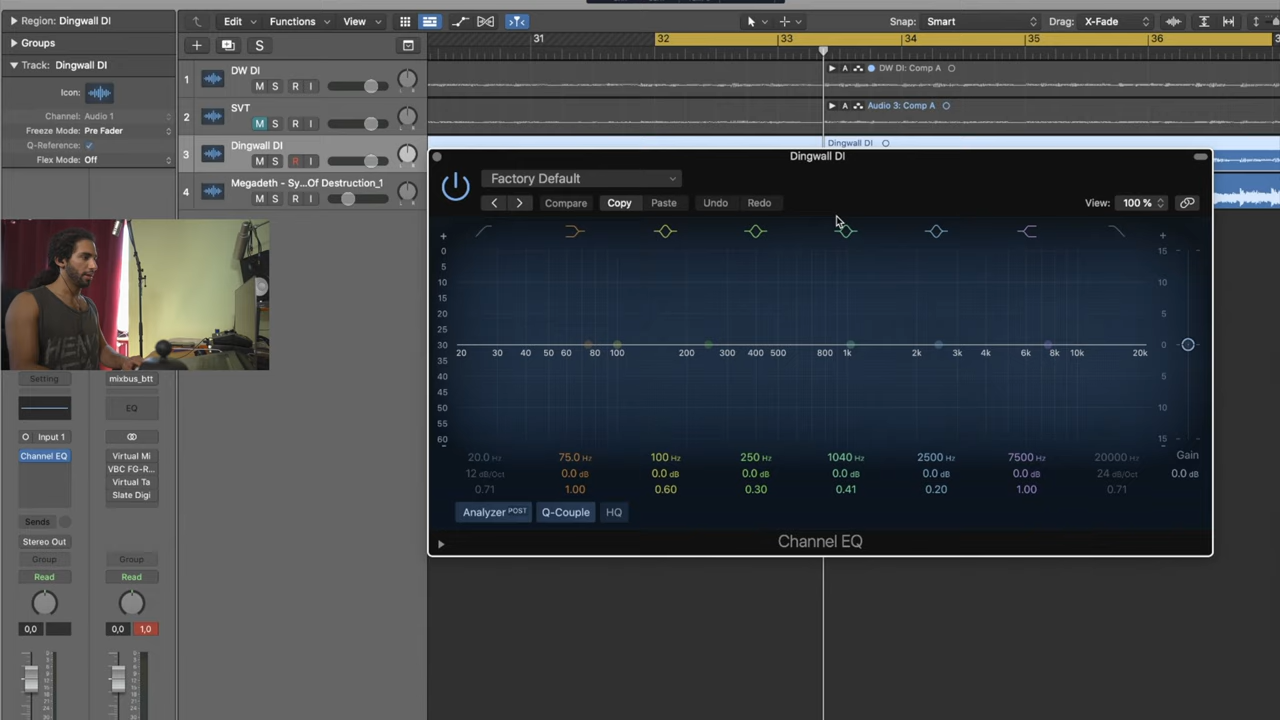 Region: Dingwall DI
Groups
Track: Dingwall DI
Icon:
Channel: Audio 1
Freeze Mode: Pre Fader
Q-Reference:
Flex Mode: Off
Edit Functions View
Snap: Smart
Drag: X-Fade
S
31 32 33 34 35 36
1 DW DI
M S R I
A DW DI: Comp A
2 SVT
M S R I
A Audio 3: Comp A
3 Dingwall DI
M S R I
Dingwall DI
4 Megadeth - Sy...Of Destruction_1
M S R I
Dingwall DI
Factory Default
Compare Copy Paste Undo Redo
View: 100 %
+ +
0 15
5
10 10
15
20 5
25
30 0
35
40 5
45
50 10
55
60 15
20 30 40 50 60 80 100 200 300 400 500 800 1k 2k 3k 4k 6k 8k 10k 20k
20.0 Hz 75.0 Hz 100 Hz 250 Hz 1040 Hz 2500 Hz 7500 Hz 20000 Hz Gain
12 dB/Oct 0.0 dB 0.0 dB 0.0 dB 0.0 dB 0.0 dB 0.0 dB 24 dB/Oct 0.0 dB
0.71 1.00 0.60 0.30 0.41 0.20 1.00 0.71
Analyzer POST Q-Couple HQ
Channel EQ
Setting mixbus_btt
EQ
Input 1
Channel EQ Virtual Mi
VBC FG-R...
Virtual Ta
Slate Digi
Sends
Stereo Out
Group Group
Read Read
0,0 0,0 1,0